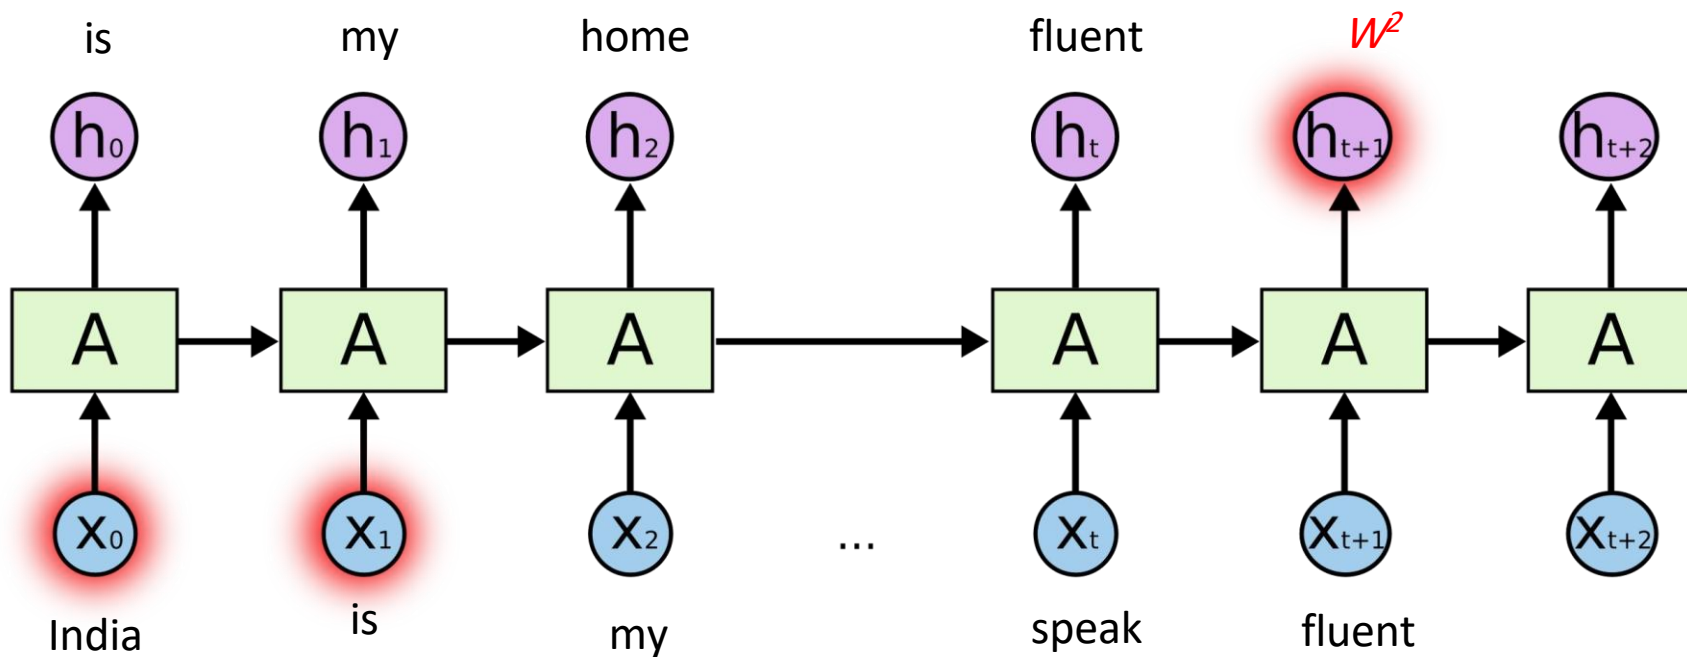 is my home fluent W²
h₀ h₁ h₂ hₜ hₜ₊₁ hₜ₊₂
A A A A A A
x₀ x₁ x₂ ... xₜ xₜ₊₁ xₜ₊₂
India is my speak fluent